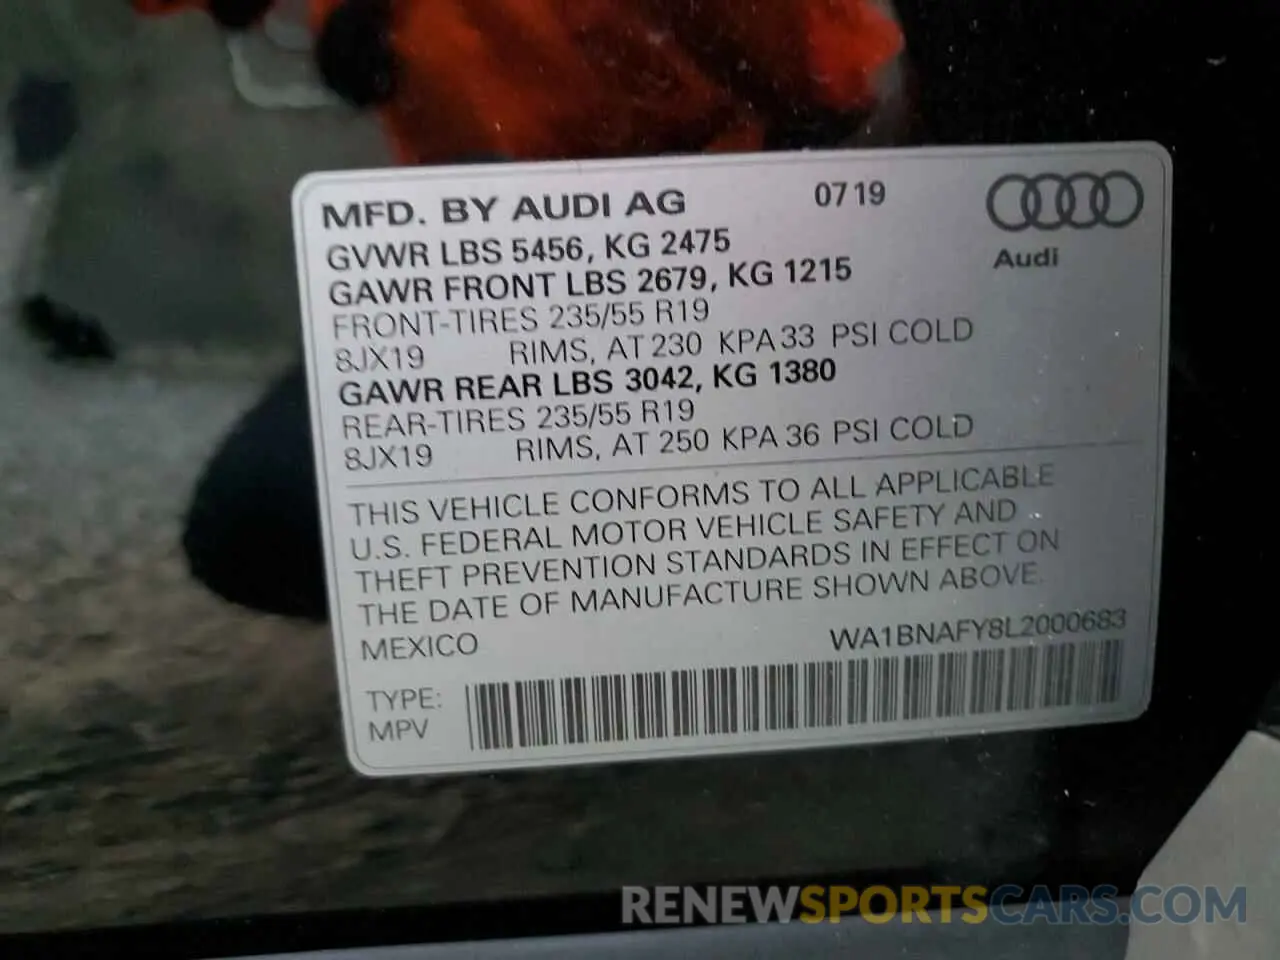 MFD. BY AUDI AG 0719
GVWR LBS 5456, KG 2475
GAWR FRONT LBS 2679, KG 1215
Audi
FRONT-TIRES 235/55 R19
8JX19 RIMS, AT 230 KPA 33 PSI COLD
GAWR REAR LBS 3042, KG 1380
REAR-TIRES 235/55 R19
8JX19 RIMS, AT 250 KPA 36 PSI COLD
THIS VEHICLE CONFORMS TO ALL APPLICABLE
U.S. FEDERAL MOTOR VEHICLE SAFETY AND
THEFT PREVENTION STANDARDS IN EFFECT ON
THE DATE OF MANUFACTURE SHOWN ABOVE.
MEXICO WA1BNAFY8L2000683
TYPE:
MPV
RENEWSPORTSCARS.COM